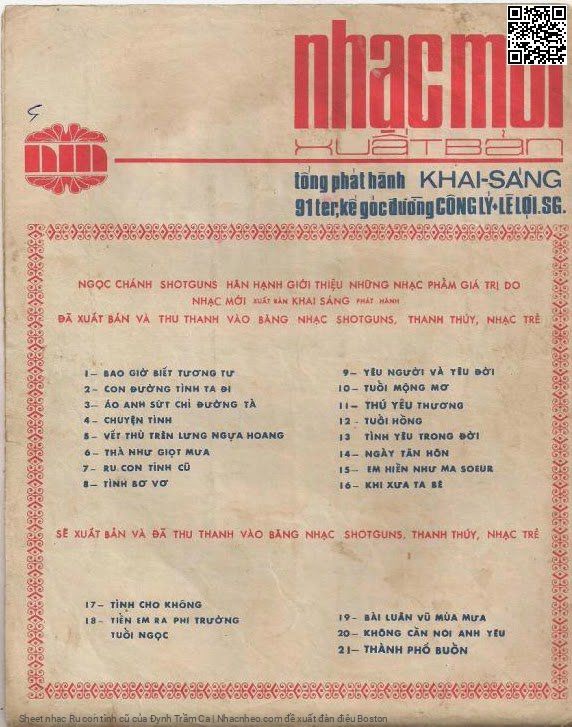 nhạc mới
xuất bản
tổng phát hành KHAI-SÁNG
91 ter, kế góc đường CÔNG LÝ + LÊ LỢI. SG.
nm
NGỌC CHÁNH SHOTGUNS HÂN HẠNH GIỚI THIỆU NHỮNG NHẠC PHẨM GIÁ TRỊ DO
NHẠC MỚI XUẤT BẢN KHAI SÁNG PHÁT HÀNH
ĐÃ XUẤT BẢN VÀ THU THANH VÀO BĂNG NHẠC SHOTGUNS, THANH THÚY, NHẠC TRẺ
1– BAO GIỜ BIẾT TƯƠNG TƯ
2– CON ĐƯỜNG TÌNH TA ĐI
3– ÁO ANH SỨT CHỈ ĐƯỜNG TÀ
4– CHUYỆN TÌNH
5– VẾT THÙ TRÊN LƯNG NGỰA HOANG
6– THÀ NHƯ GIỌT MƯA
7– RU CON TÌNH CŨ
8– TÌNH BƠ VƠ
9– YÊU NGƯỜI VÀ YÊU ĐỜI
10– TUỔI MỘNG MƠ
11– THÚ YÊU THƯƠNG
12- TUỔI HỒNG
13 TÌNH YÊU TRONG ĐỜI
14– NGÀY TÂN HÔN
15– EM HIỀN NHƯ MA SOEUR
16– KHI XƯA TA BÉ
SẼ XUẤT BẢN VÀ ĐÃ THU THANH VÀO BĂNG NHẠC SHOTGUNS, THANH THÚY, NHẠC TRẺ
17– TÌNH CHO KHÔNG
18– TIỄN EM RA PHI TRƯỜNG
TUỔI NGỌC
19– BÀI LUÂN VŨ MÙA MƯA
20– KHÔNG CẦN NÓI ANH YÊU
21– THÀNH PHỐ BUỒN
Sheet nhạc Ru con tình cũ của Đynh Trầm Ca | Nhacnheo.com đề xuất đàn điệu Boston